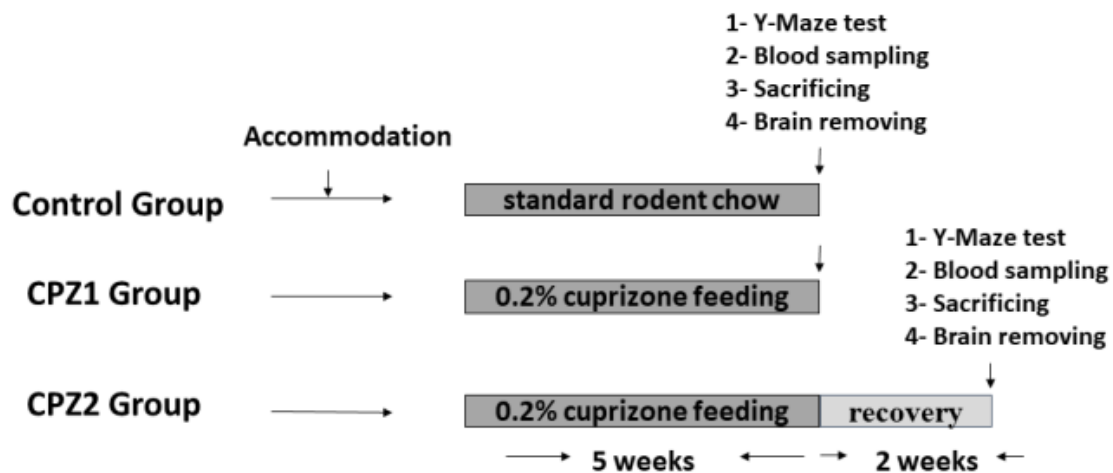 1- Y-Maze test
2- Blood sampling
3- Sacrificing
4- Brain removing
Accommodation
Control Group
standard rodent chow
1- Y-Maze test
2- Blood sampling
3- Sacrificing
4- Brain removing
CPZ1 Group
0.2% cuprizone feeding
CPZ2 Group
0.2% cuprizone feeding
recovery
5 weeks
2 weeks